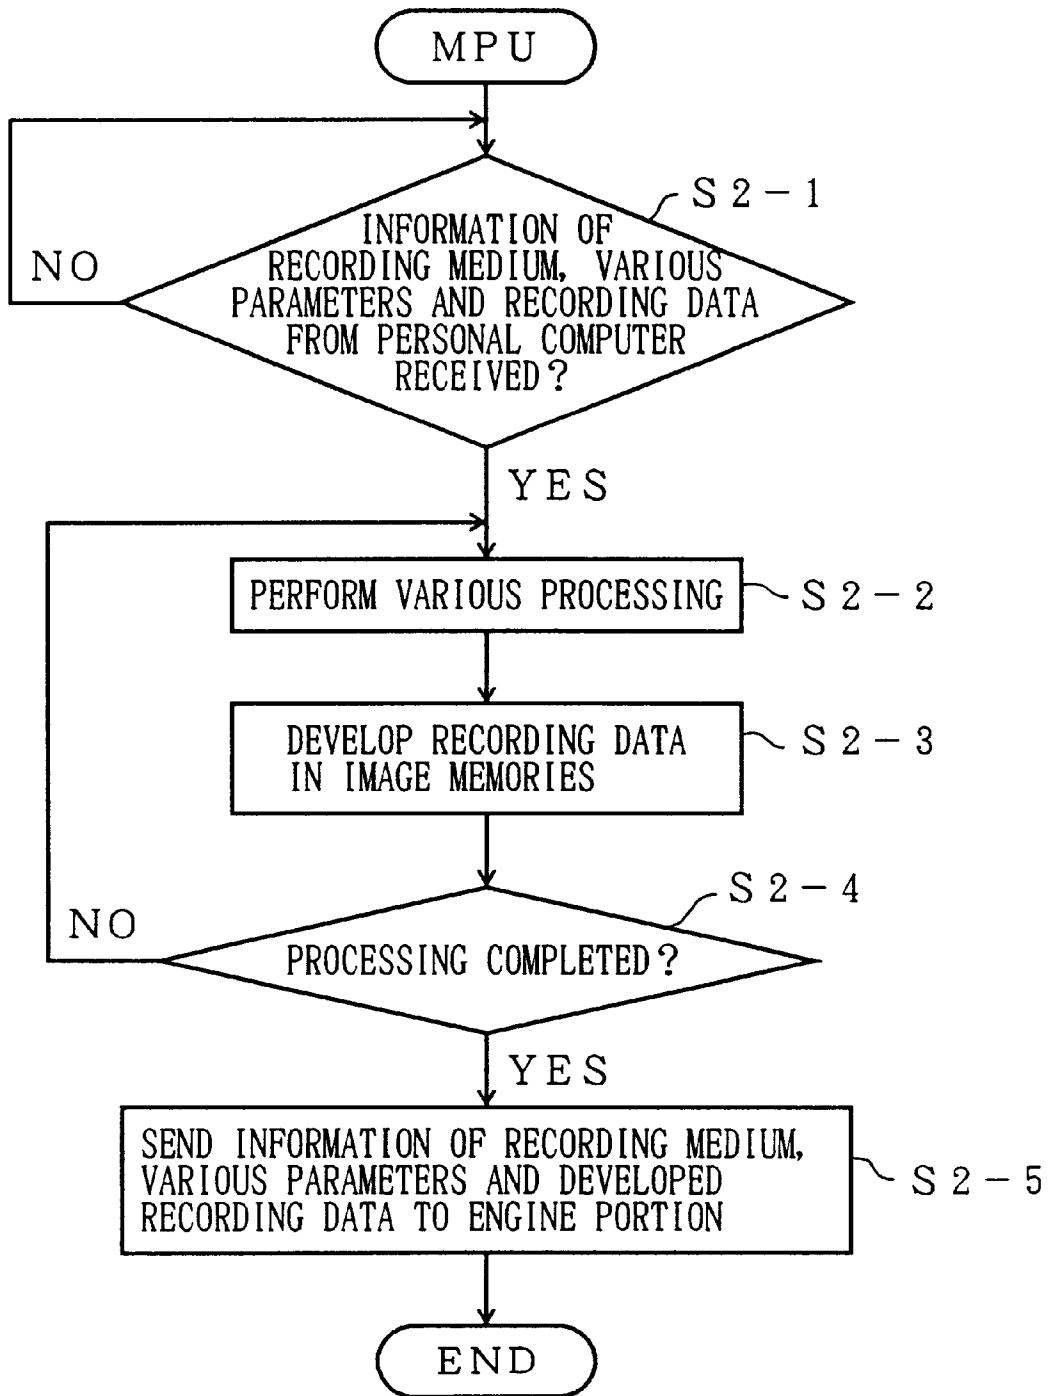 MPU
S2-1
INFORMATION OF
RECORDING MEDIUM, VARIOUS
PARAMETERS AND RECORDING DATA
FROM PERSONAL COMPUTER
RECEIVED?
NO
YES
PERFORM VARIOUS PROCESSING
S2-2
DEVELOP RECORDING DATA
IN IMAGE MEMORIES
S2-3
S2-4
NO
PROCESSING COMPLETED?
YES
SEND INFORMATION OF RECORDING MEDIUM,
VARIOUS PARAMETERS AND DEVELOPED
RECORDING DATA TO ENGINE PORTION
S2-5
END